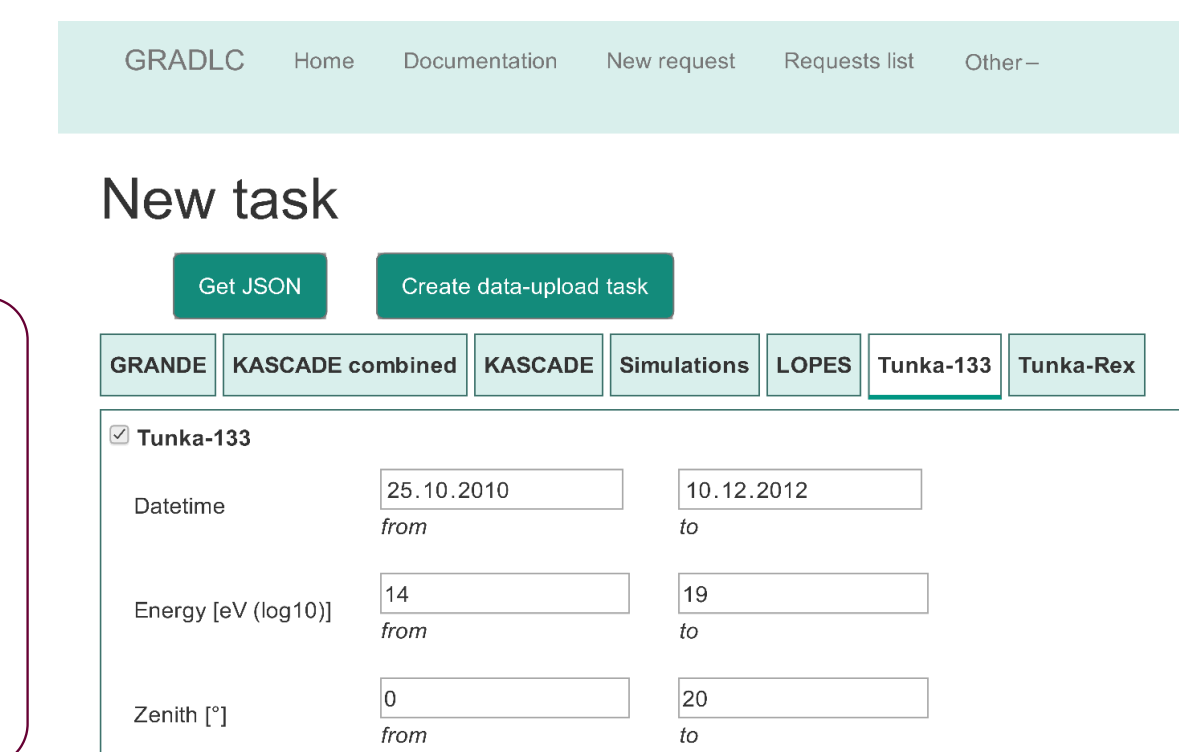 GRADLC Home Documentation New request Requests list Other–
New task
Get JSON Create data-upload task
GRANDE KASCADE combined KASCADE Simulations LOPES Tunka-133 Tunka-Rex
Tunka-133
Datetime 25.10.2010 10.12.2012
from to
Energy [eV (log10)] 14 19
from to
Zenith [°] 0 20
from to